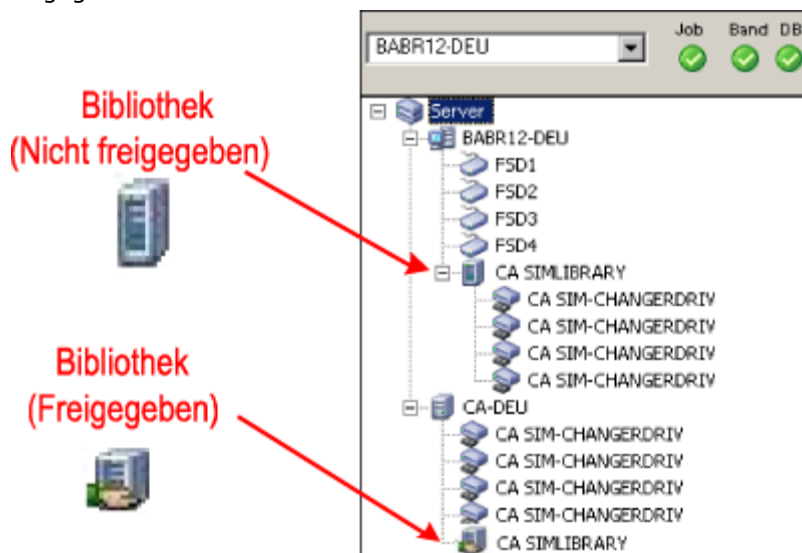 BABR12-DEU
Job Band DB
Bibliothek
(Nicht freigegeben)
Server
BABR12-DEU
FSD1
FSD2
FSD3
FSD4
CA SIMLIBRARY
CA SIM-CHANGERDRIV
CA SIM-CHANGERDRIV
CA SIM-CHANGERDRIV
CA SIM-CHANGERDRIV
Bibliothek
(Freigegeben)
CA-DEU
CA SIM-CHANGERDRIV
CA SIM-CHANGERDRIV
CA SIM-CHANGERDRIV
CA SIM-CHANGERDRIV
CA SIMLIBRARY